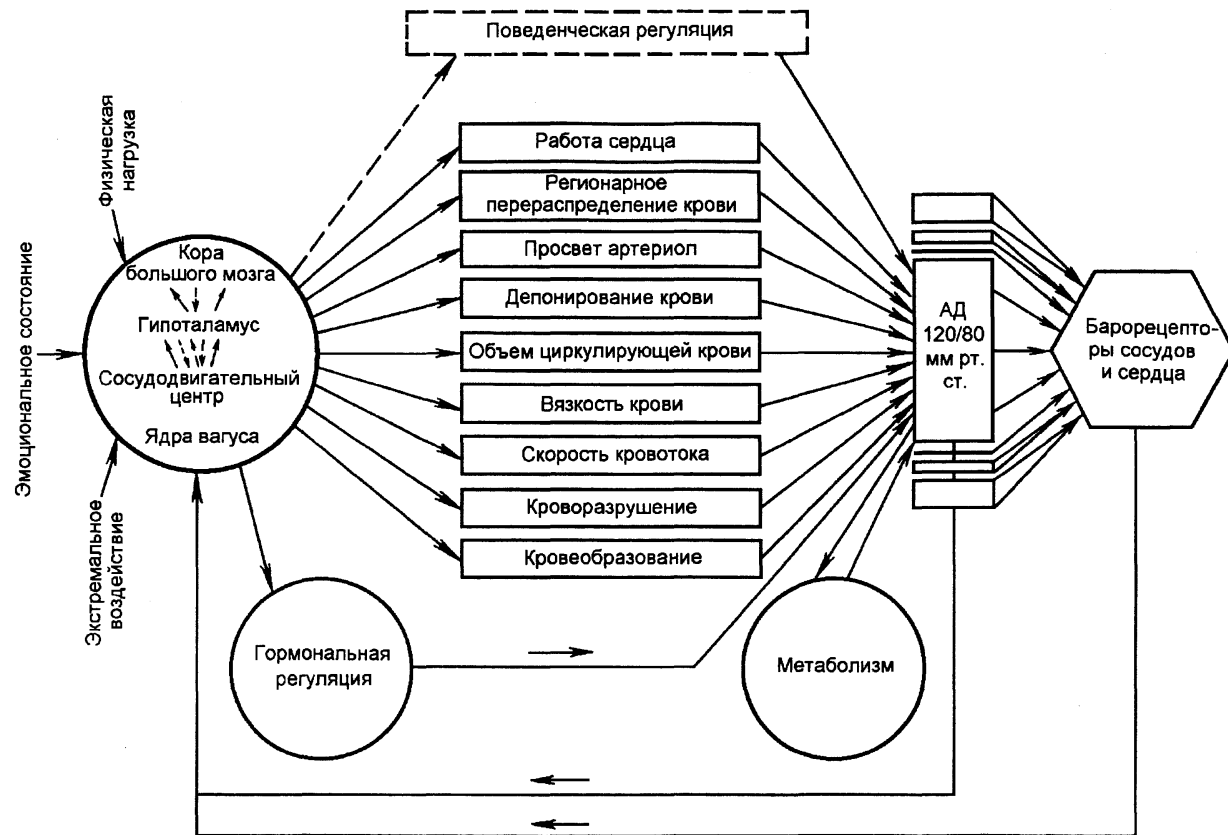 Поведенческая регуляция
Физическая
нагрузка
Эмоциональное состояние
Экстремальное
воздействие
Кора
большого мозга
Гипоталамус
Сосудодвигательный
центр
Ядра вагуса
Работа сердца
Регионарное
перераспределение крови
Просвет артериол
Депонирование крови
Объем циркулирующей крови
Вязкость крови
Скорость кровотока
Кроворазрушение
Кровеобразование
АД
120/80
мм рт.
ст.
Барорецепто-
ры сосудов
и сердца
Гормональная
регуляция
Метаболизм